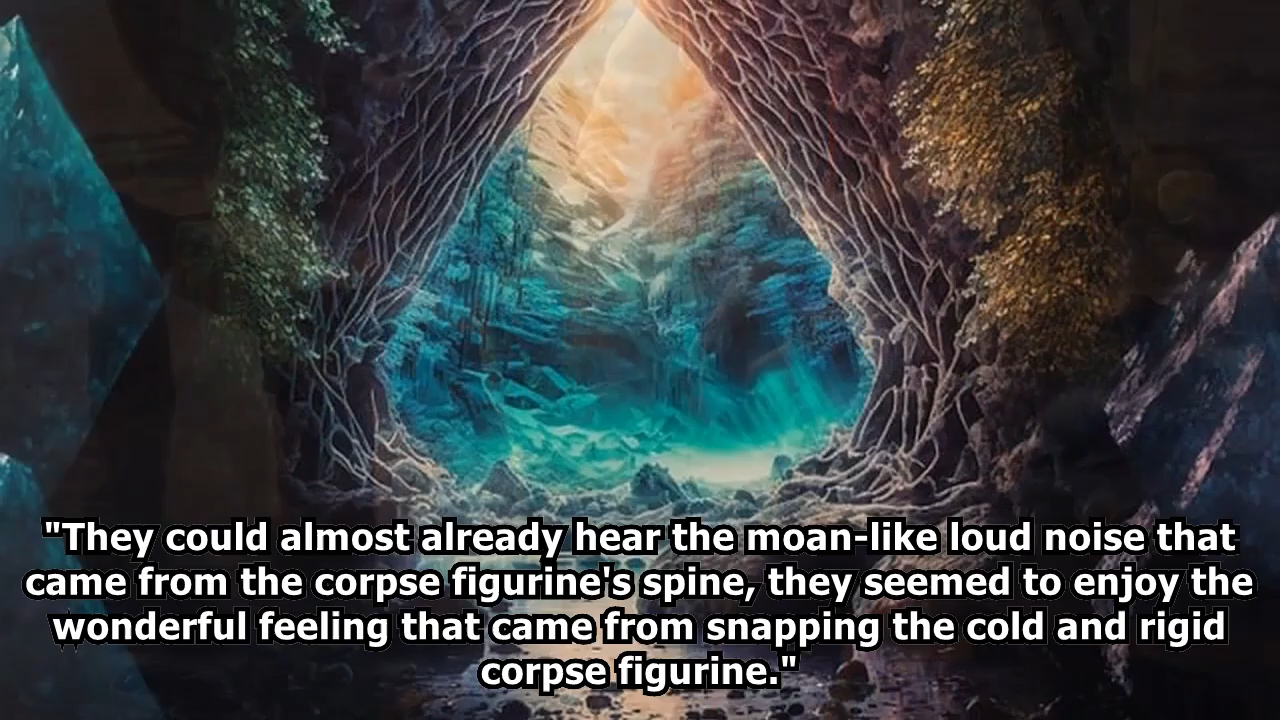 "They could almost already hear the moan-like loud noise that
came from the corpse figurine's spine, they seemed to enjoy the
wonderful feeling that came from snapping the cold and rigid
corpse figurine."